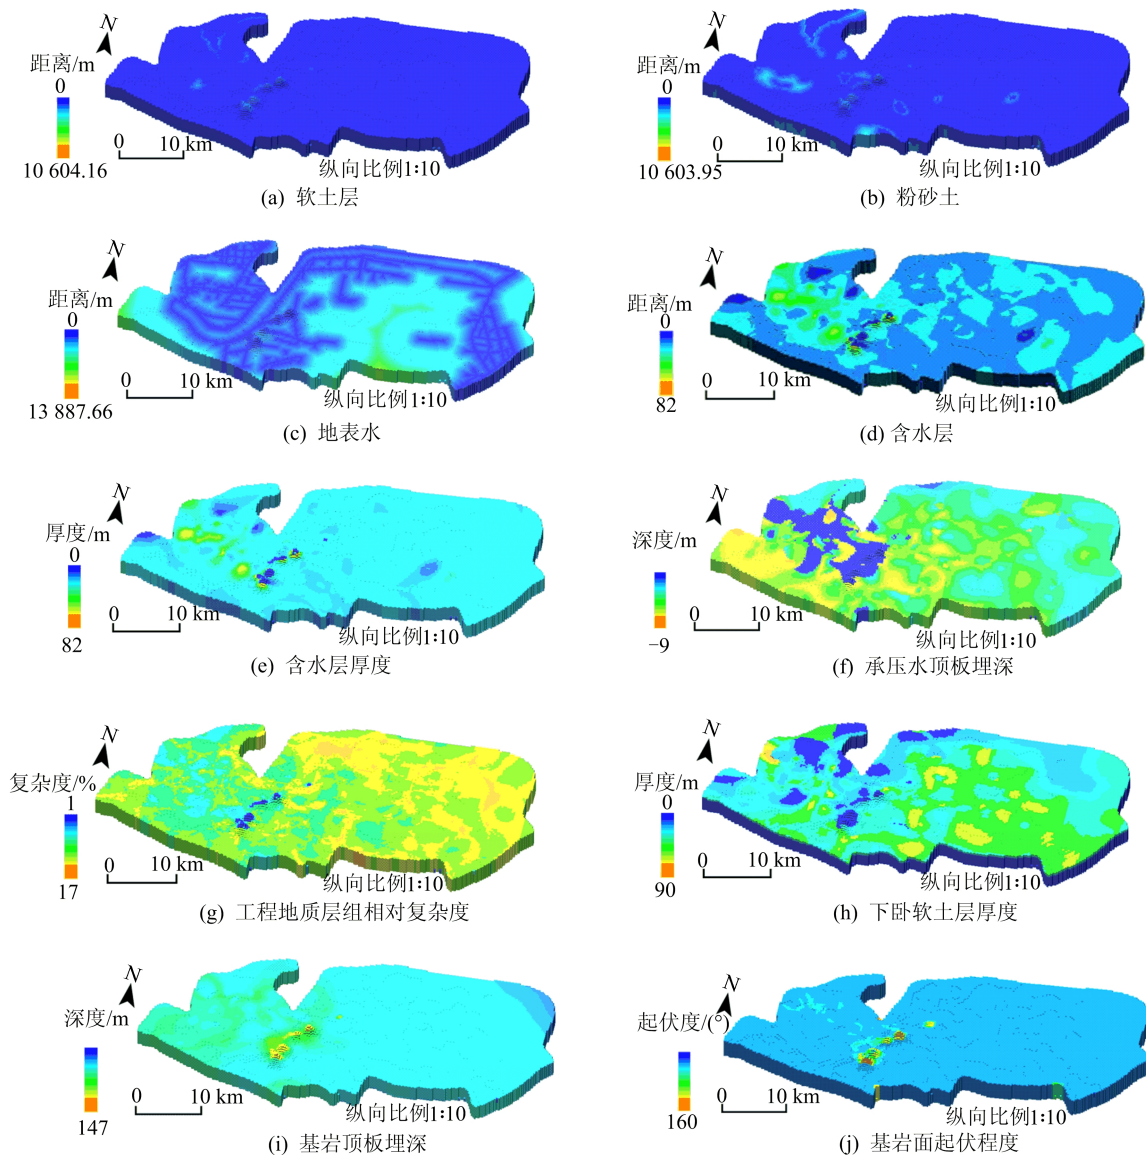 N
距离/m
0
10 604.16
0 10 km
纵向比例1:10
(a) 软土层
N
距离/m
0
10 603.95
0 10 km
纵向比例1:10
(b) 粉砂土
N
距离/m
0
13 887.66
0 10 km
纵向比例1:10
(c) 地表水
N
距离/m
0
82
0 10 km
纵向比例1:10
(d) 含水层
N
厚度/m
0
82
0 10 km
纵向比例1:10
(e) 含水层厚度
N
深度/m
−9
0 10 km
纵向比例1:10
(f) 承压水顶板埋深
N
复杂度/%
1
17
0 10 km
纵向比例1:10
(g) 工程地质层组相对复杂度
N
厚度/m
0
90
0 10 km
纵向比例1:10
(h) 下卧软土层厚度
N
深度/m
147
0 10 km
纵向比例1:10
(i) 基岩顶板埋深
N
起伏度/(°)
160
0 10 km
纵向比例1:10
(j) 基岩面起伏程度